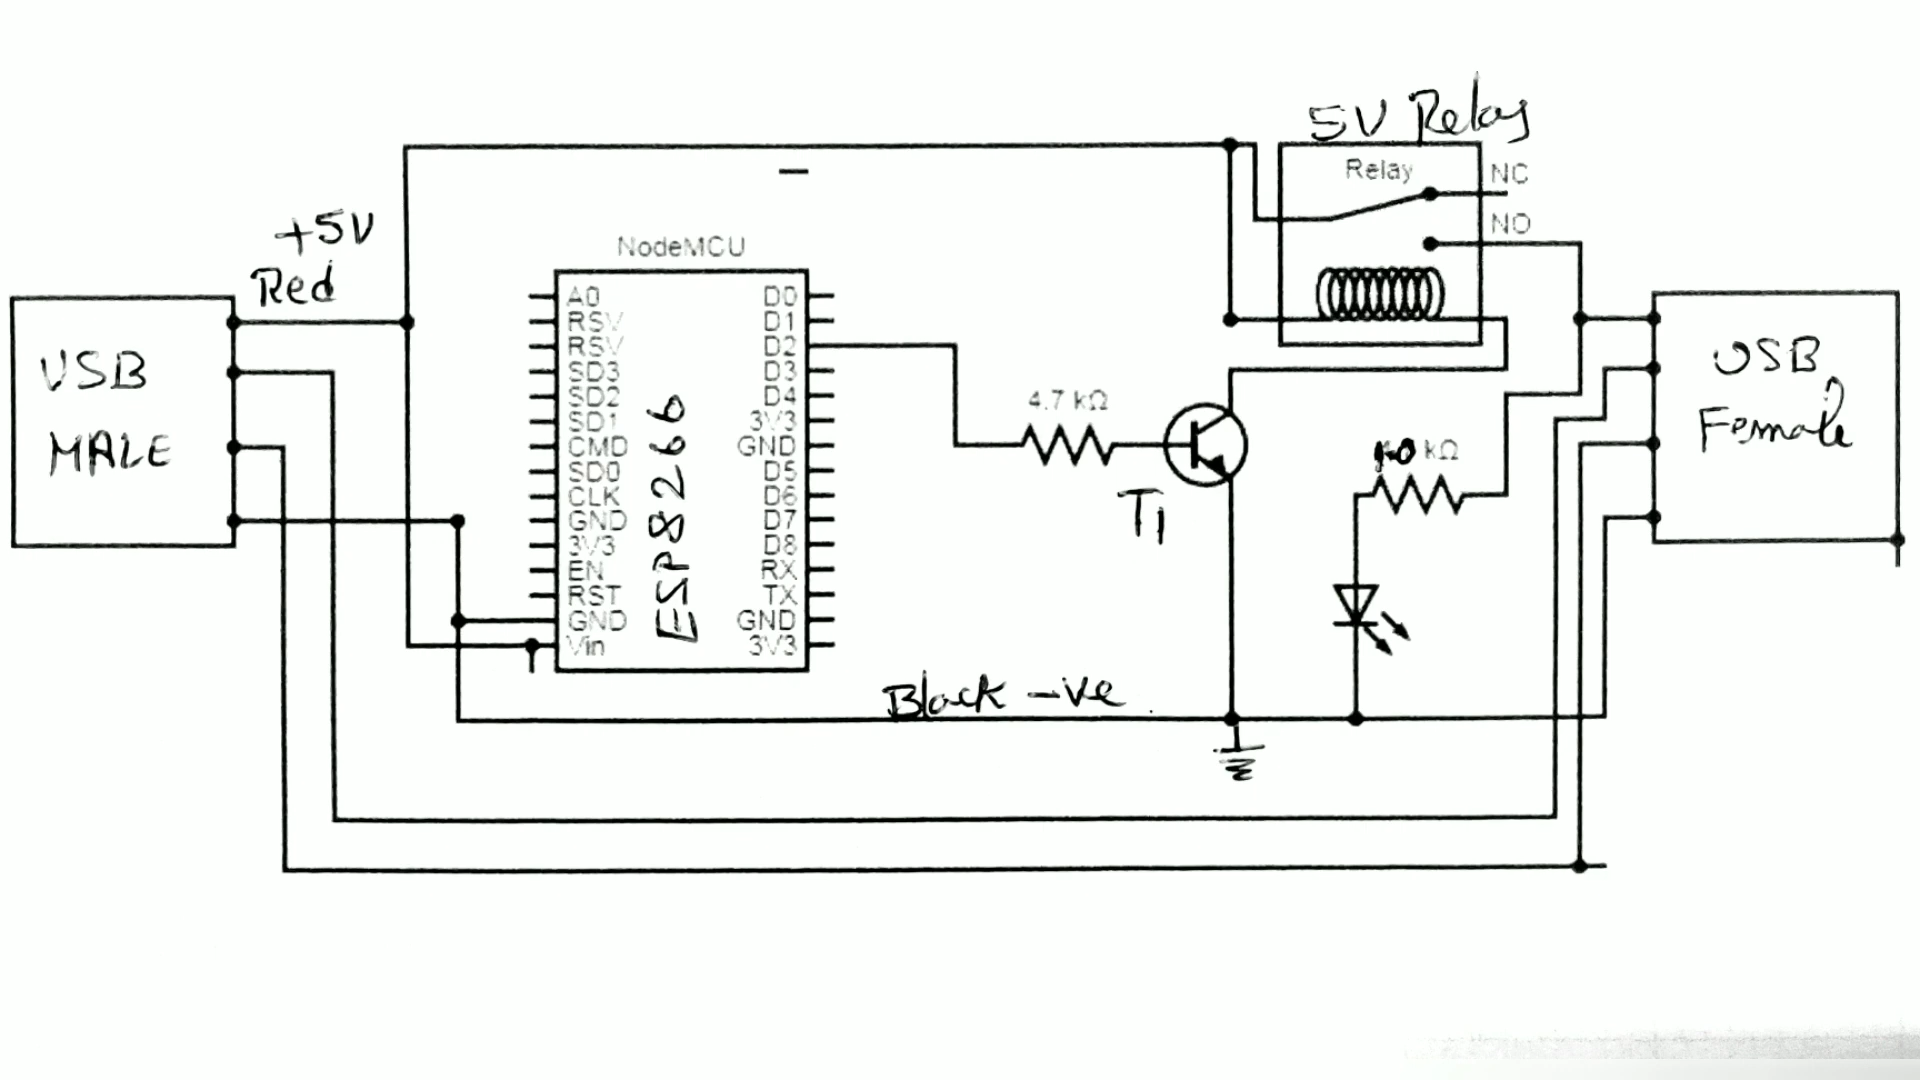 5V Relay
Relay
NC
NO
+5V
Red
NodeMCU
USB
MALE
A0
RSV
RSV
SD3
SD2
SD1
CMD
SD0
CLK
GND
3V3
EN
RST
GND
Vin
ESP8266
D0
D1
D2
D3
D4
3V3
GND
D5
D6
D7
D8
RX
TX
GND
3V3
4.7 kΩ
T1
kΩ
USB
Female
Black -ve